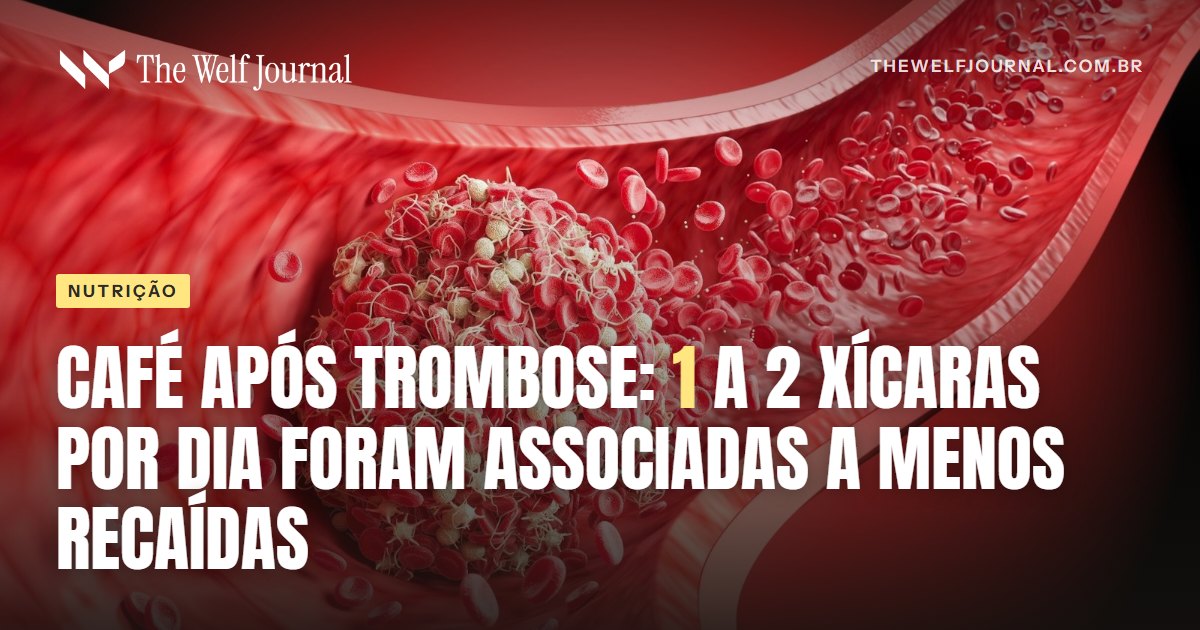 The Welf Journal
THEWELFJOURNAL.COM.BR
NUTRIÇÃO
CAFÉ APÓS TROMBOSE: 1 A 2 XÍCARAS
POR DIA FORAM ASSOCIADAS A MENOS
RECAÍDAS